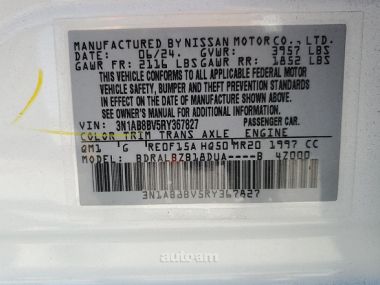 MANUFACTURED BY NISSAN MOTOR CO., LTD.
DATE: 06/24. GVWR: 3957 LBS
GAWR FR: 2116 LBS GAWR RR: 1852 LBS
THIS VEHICLE CONFORMS TO ALL APPLICABLE FEDERAL MOTOR
VEHICLE SAFETY, BUMPER AND THEFT PREVENTION STANDARDS
IN EFFECT ON THE DATE OF MANUFACTURE SHOWN ABOVE.
SEE OWNER'S MANUAL FOR ADDITIONAL INFORMATION
VIN: 3N1AB8BV5RY367827 PASSENGER CAR.
COLOR TRIM TRANS AXLE ENGINE
QM1 G RE0F15A HQ50 MR20 1997 CC
MODEL: BDRALBZB1ADUA----B 4Z000
3N1AB8BV5RY367827
autoam